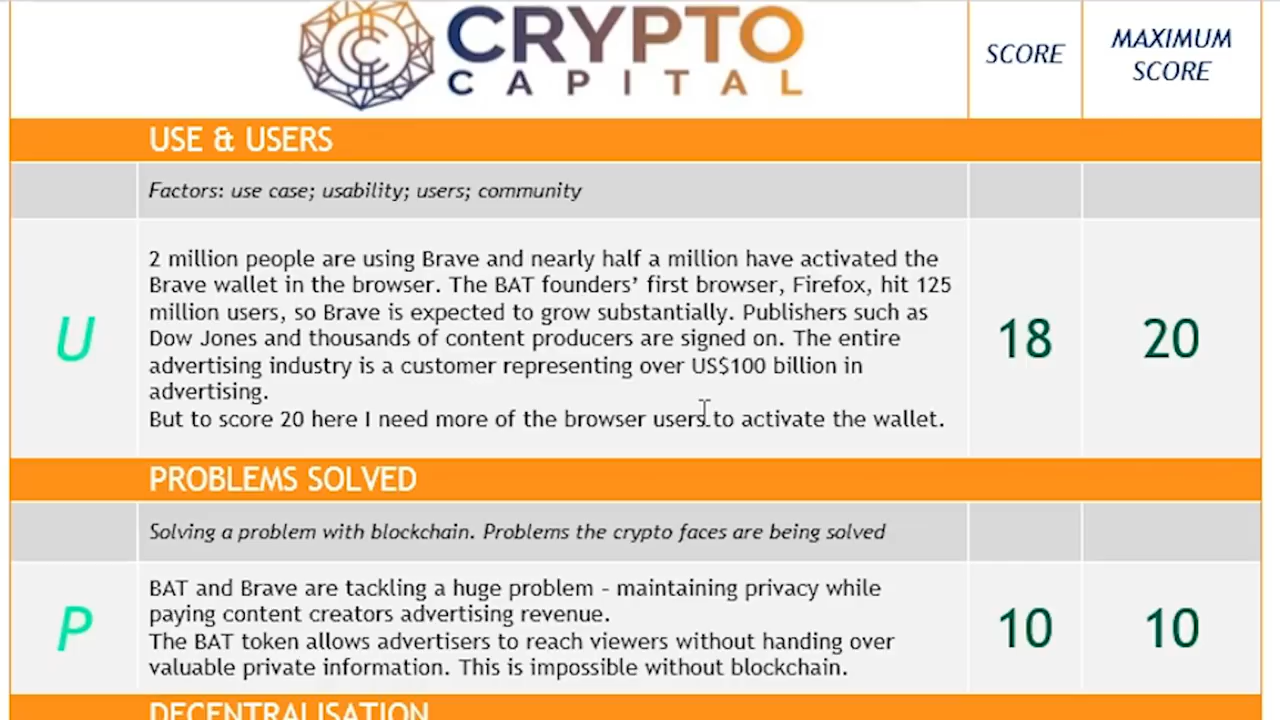 CRYPTO
CAPITAL
SCORE
MAXIMUM
SCORE
USE & USERS
Factors: use case; usability; users; community
U
2 million people are using Brave and nearly half a million have activated the
Brave wallet in the browser. The BAT founders’ first browser, Firefox, hit 125
million users, so Brave is expected to grow substantially. Publishers such as
Dow Jones and thousands of content producers are signed on. The entire
advertising industry is a customer representing over US$100 billion in
advertising.
But to score 20 here I need more of the browser users to activate the wallet.
18
20
PROBLEMS SOLVED
Solving a problem with blockchain. Problems the crypto faces are being solved
P
BAT and Brave are tackling a huge problem – maintaining privacy while
paying content creators advertising revenue.
The BAT token allows advertisers to reach viewers without handing over
valuable private information. This is impossible without blockchain.
10
10
DECENTRALISATION